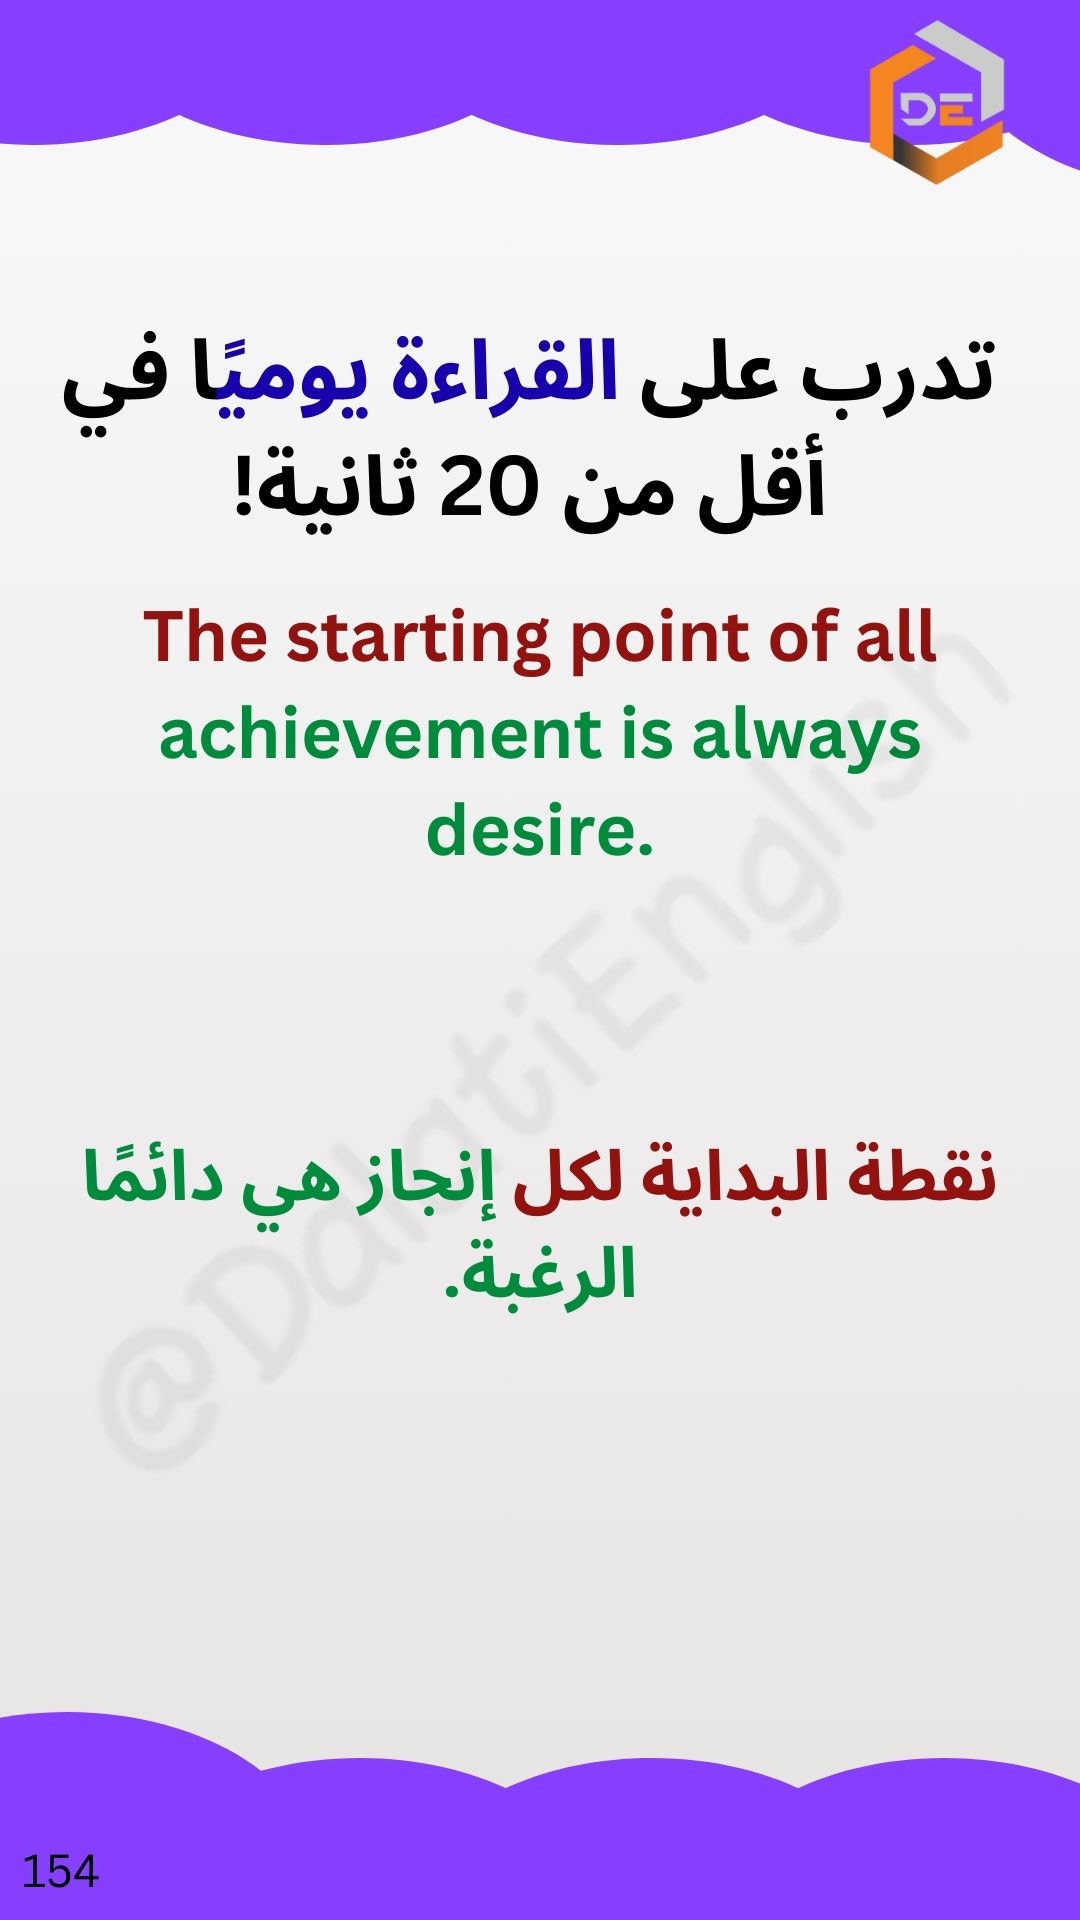 DE
تدرب على القراءة يوميًا في
أقل من 20 ثانية!
The starting point of all
achievement is always
desire.
نقطة البداية لكل إنجاز هي دائمًا
الرغبة.
@DalatiEnglish
154